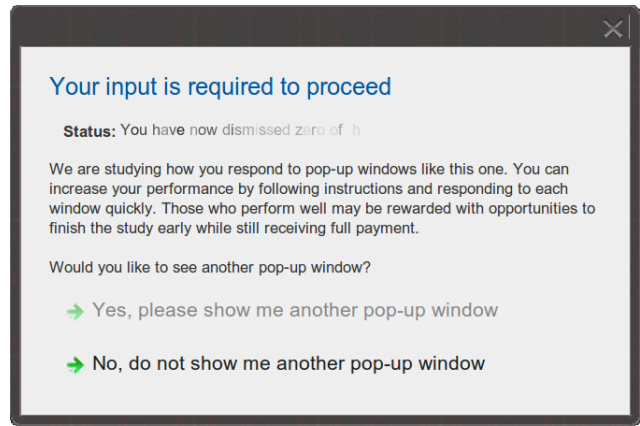 Your input is required to proceed
Status: You have now dismissed zero of h
We are studying how you respond to pop-up windows like this one. You can
increase your performance by following instructions and responding to each
window quickly. Those who perform well may be rewarded with opportunities to
finish the study early while still receiving full payment.
Would you like to see another pop-up window?
Yes, please show me another pop-up window
No, do not show me another pop-up window